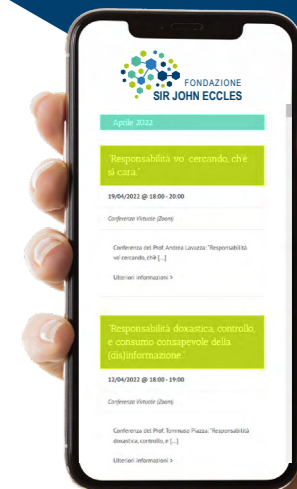 FONDAZIONE
SIR JOHN ECCLES
Aprile 2022
"Responsabilità vo cercando, ch'è
sì cara."
19/04/2022 @ 18:00 - 20:00
Conferenza Virtuale (Zoom)
Conferenza del Prof. Andrea Lavazza: "Responsabilità
vo' cercando, ch'è [...]
Ulteriori informazioni >
"Responsabilità doxastica, controllo,
e consumo consapevole della
(dis)informazione."
12/04/2022 @ 18:00 - 19:00
Conferenza Virtuale (Zoom)
Conferenza del Prof. Tommaso Piazza: "Responsabilità
doxastica, controllo, e [...]
Ulteriori informazioni >